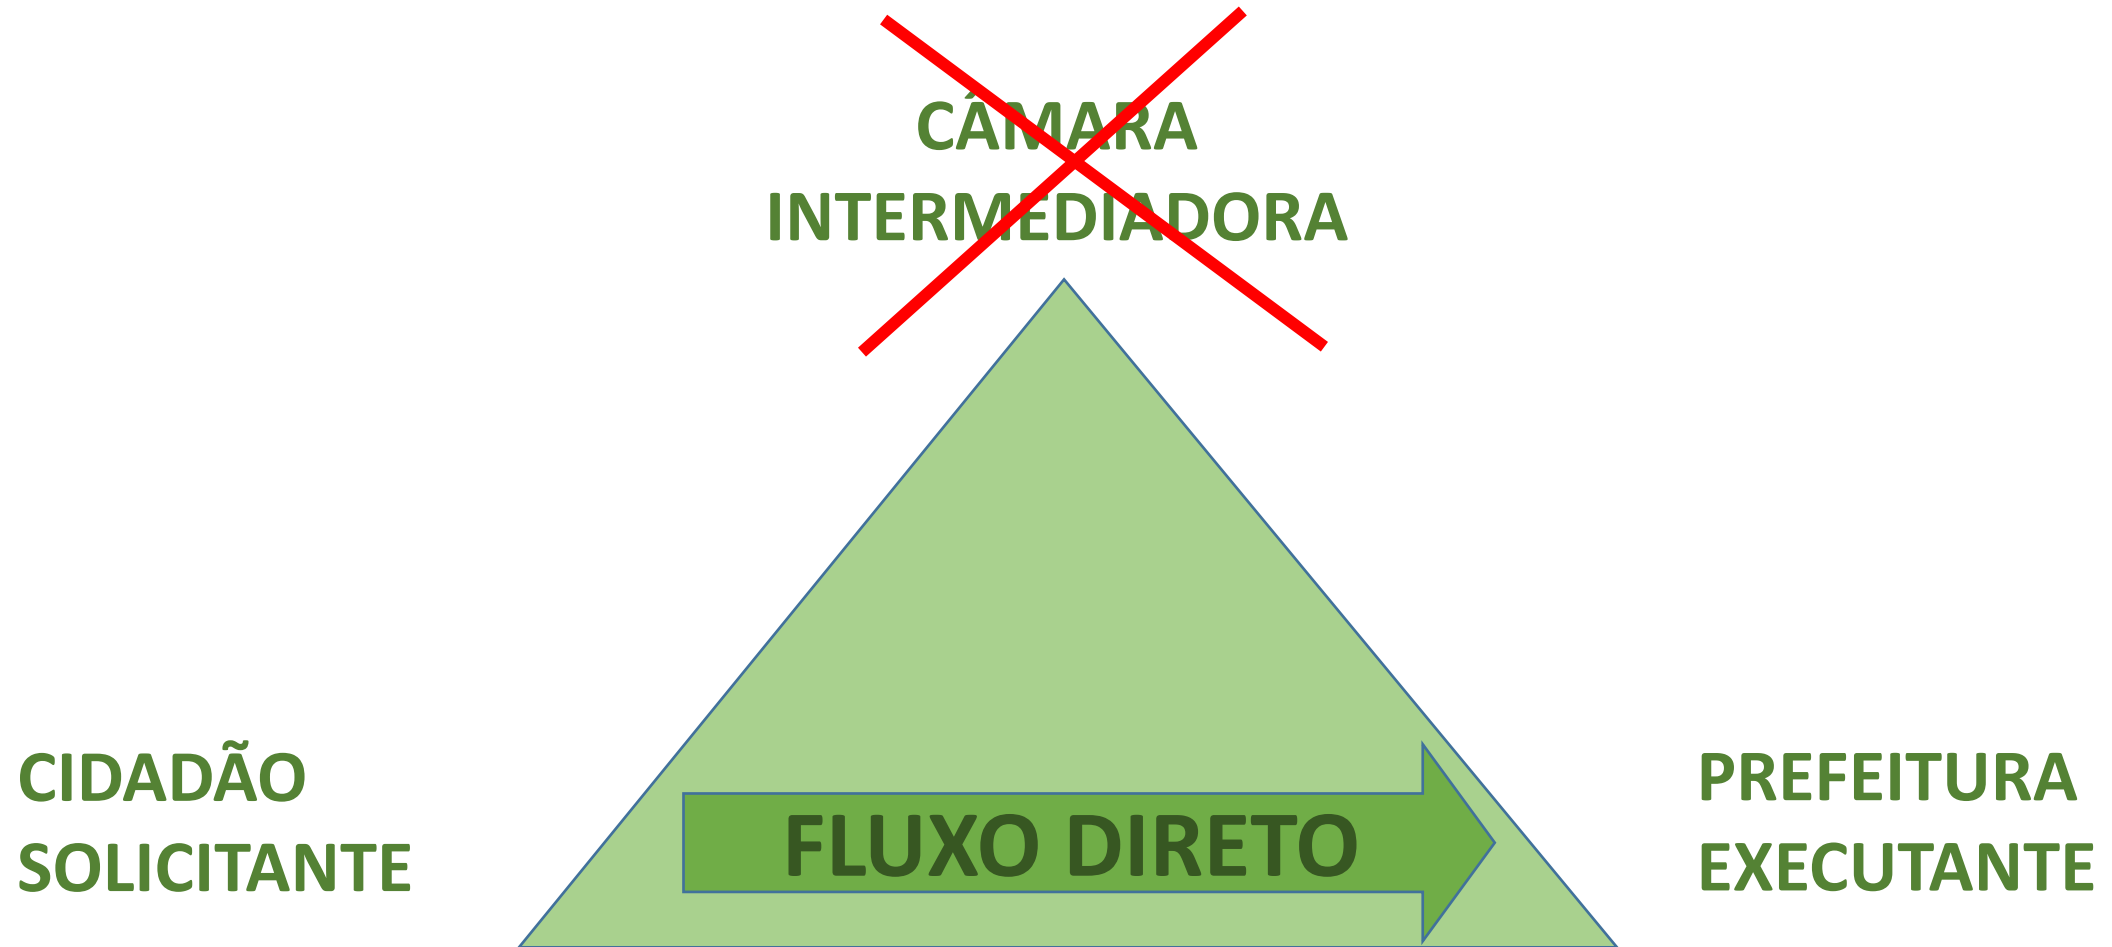 CÂMARA
INTERMEDIADORA
CIDADÃO
SOLICITANTE
FLUXO DIRETO
PREFEITURA
EXECUTANTE